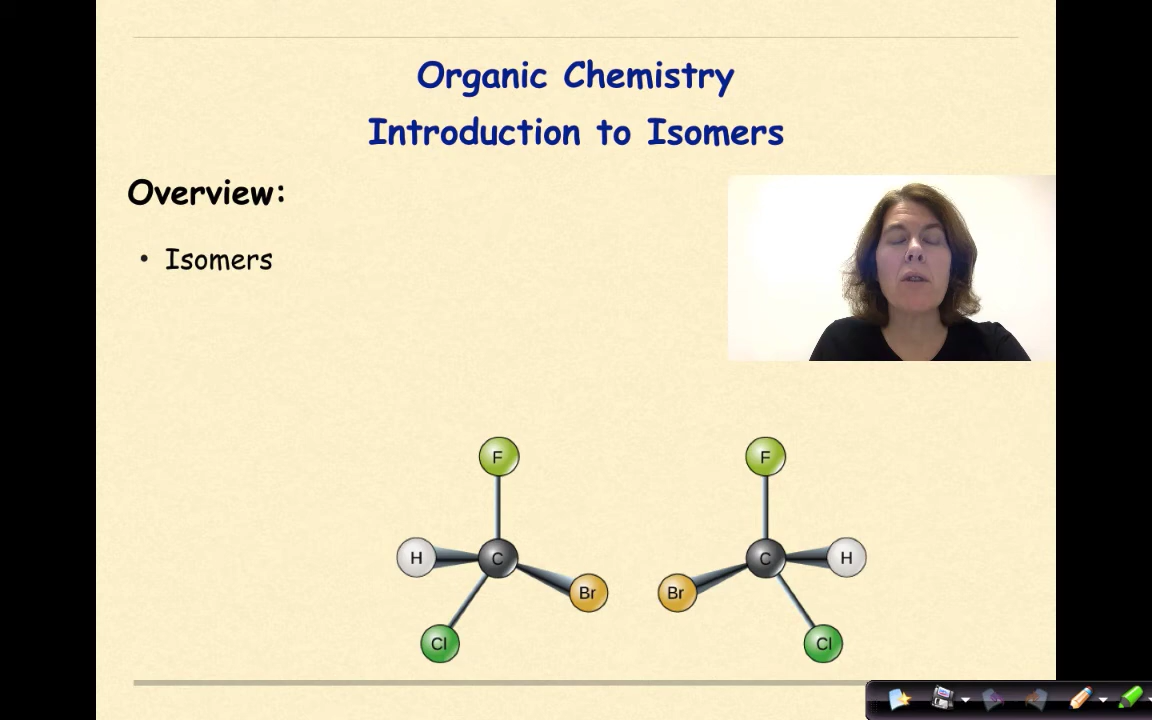 Organic Chemistry
Introduction to Isomers
Overview:
• Isomers
F F
H C Br Br C H
Cl Cl